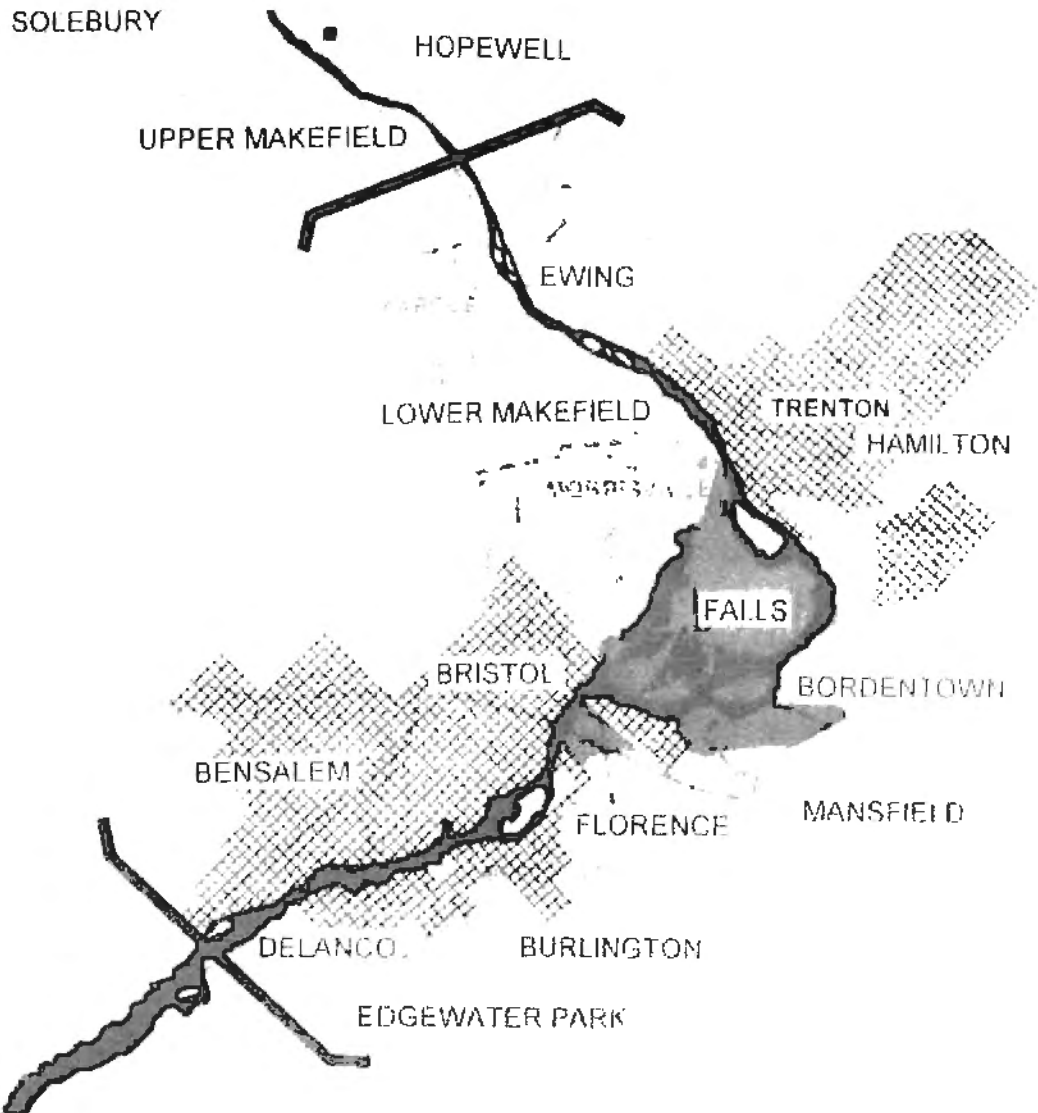 SOLEBURY
HOPEWELL
UPPER MAKEFIELD
EWING
LOWER MAKEFIELD
TRENTON
HAMILTON
FALLS
BRISTOL
BORDENTOWN
BENSALEM
MANSFIELD
FLORENCE
DELANCO
BURLINGTON
EDGEWATER PARK